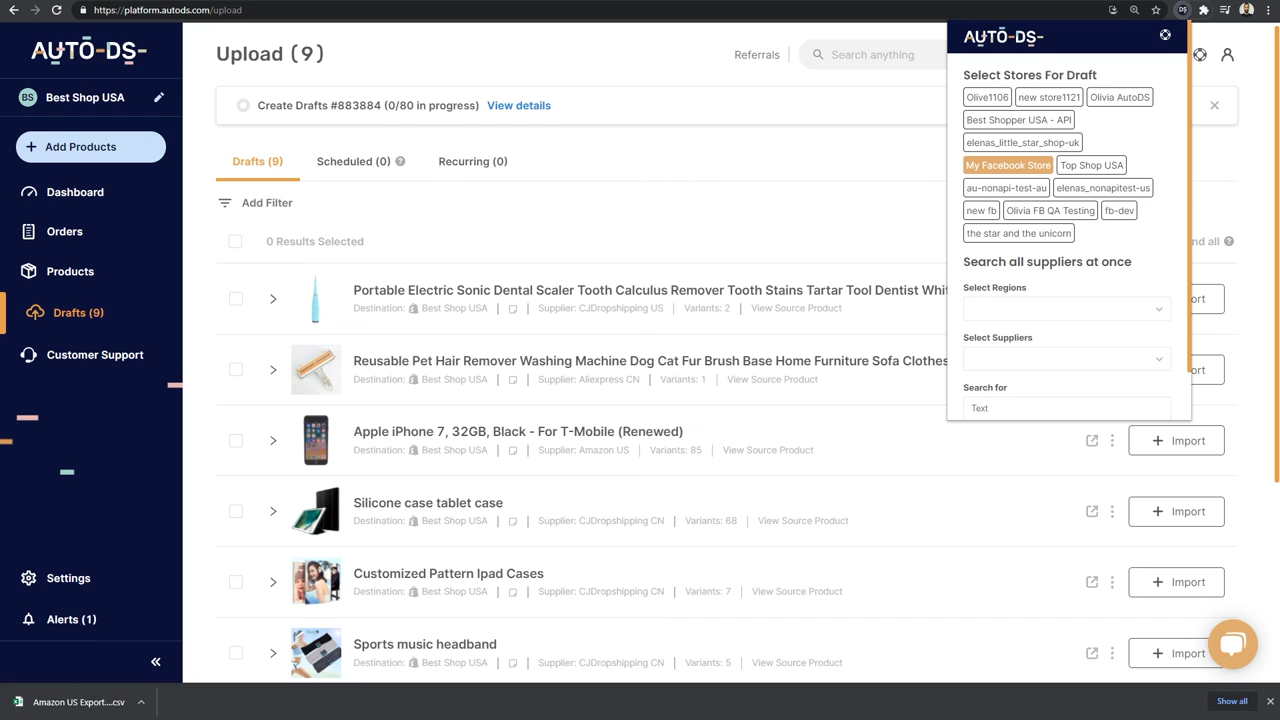 https://platform.autods.com/upload
AUTO-DS-
BS Best Shop USA
+ Add Products
Dashboard
Orders
Products
Drafts (9)
Customer Support
Settings
Alerts (1)
«
Upload (9)
Referrals
Search anything
Create Drafts #883884 (0/80 in progress) View details
Drafts (9) Scheduled (0) ? Recurring (0)
Add Filter
0 Results Selected
nd all ?
Portable Electric Sonic Dental Scaler Tooth Calculus Remover Tooth Stains Tartar Tool Dentist Whit
Destination: Best Shop USA | Supplier: CJDropshipping US | Variants: 2 | View Source Product
ort
Reusable Pet Hair Remover Washing Machine Dog Cat Fur Brush Base Home Furniture Sofa Clothes
Destination: Best Shop USA | Supplier: Aliexpress CN | Variants: 1 | View Source Product
ort
Apple iPhone 7, 32GB, Black - For T-Mobile (Renewed)
Destination: Best Shop USA | Supplier: Amazon US | Variants: 85 | View Source Product
+ Import
Silicone case tablet case
Destination: Best Shop USA | Supplier: CJDropshipping CN | Variants: 68 | View Source Product
+ Import
Customized Pattern Ipad Cases
Destination: Best Shop USA | Supplier: CJDropshipping CN | Variants: 7 | View Source Product
+ Import
Sports music headband
Destination: Best Shop USA | Supplier: CJDropshipping CN | Variants: 5 | View Source Product
+ Import
DS
AUTO-DS-
Select Stores For Draft
Olive1106 new store1121 Olivia AutoDS
Best Shopper USA - API
elenas_little_star_shop-uk
My Facebook Store Top Shop USA
au-nonapi-test-au elenas_nonapitest-us
new fb Olivia FB QA Testing fb-dev
the star and the unicorn
Search all suppliers at once
Select Regions
Select Suppliers
Search for
Text
Amazon US Export....csv
Show all